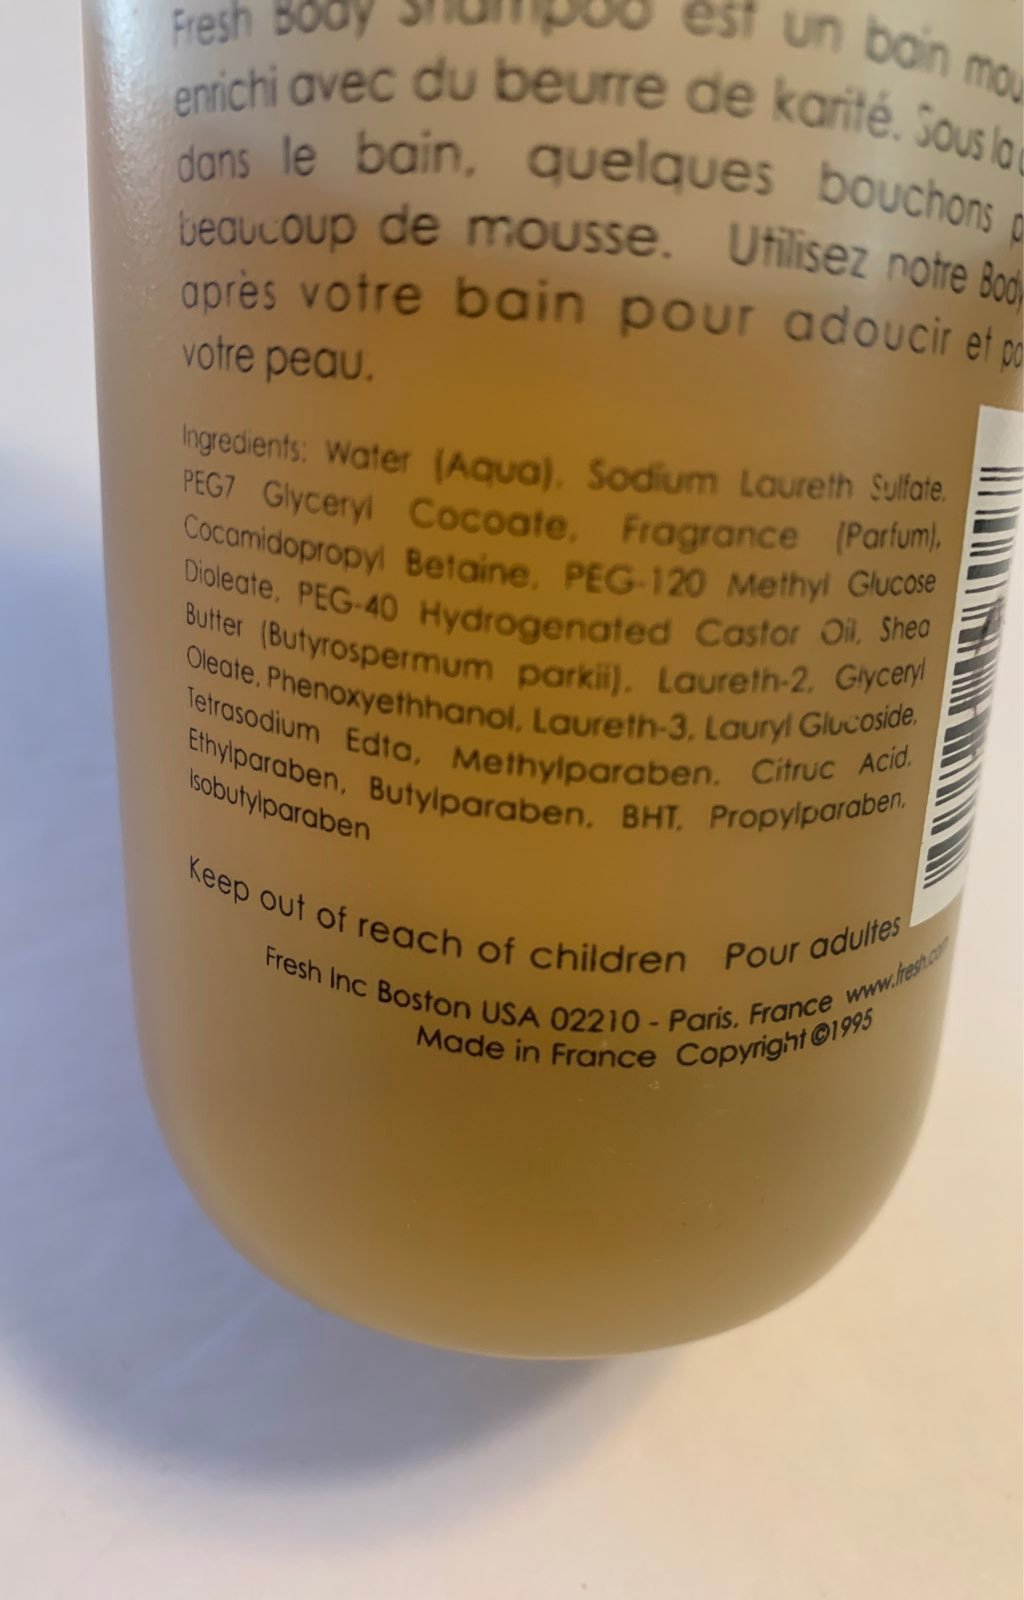 Fresh Body Shampoo est un bain
enrichi avec du beurre de karité. Sous la
dans le bain, quelques bouchons
beaucoup de mousse. Utilisez notre Body
après votre bain pour adoucir et
votre peau.
Ingredients: Water (Aqua), Sodium Laureth Sulfate,
PEG7 Glyceryl Cocoate, Fragrance (Parfum),
Cocamidopropyl Betaine, PEG-120 Methyl Glucose
Dioleate, PEG-40 Hydrogenated Castor Oil, Shea
Butter (Butyrospermum parkii), Laureth-2, Glyceryl
Oleate, Phenoxyethhanol, Laureth-3, Lauryl Glucoside,
Tetrasodium Edta, Methylparaben, Citruc Acid,
Ethylparaben, Butylparaben, BHT, Propylparaben,
Isobutylparaben
Keep out of reach of children Pour adultes
Fresh Inc Boston USA 02210 - Paris, France www.fresh.com
Made in France Copyright ©1995